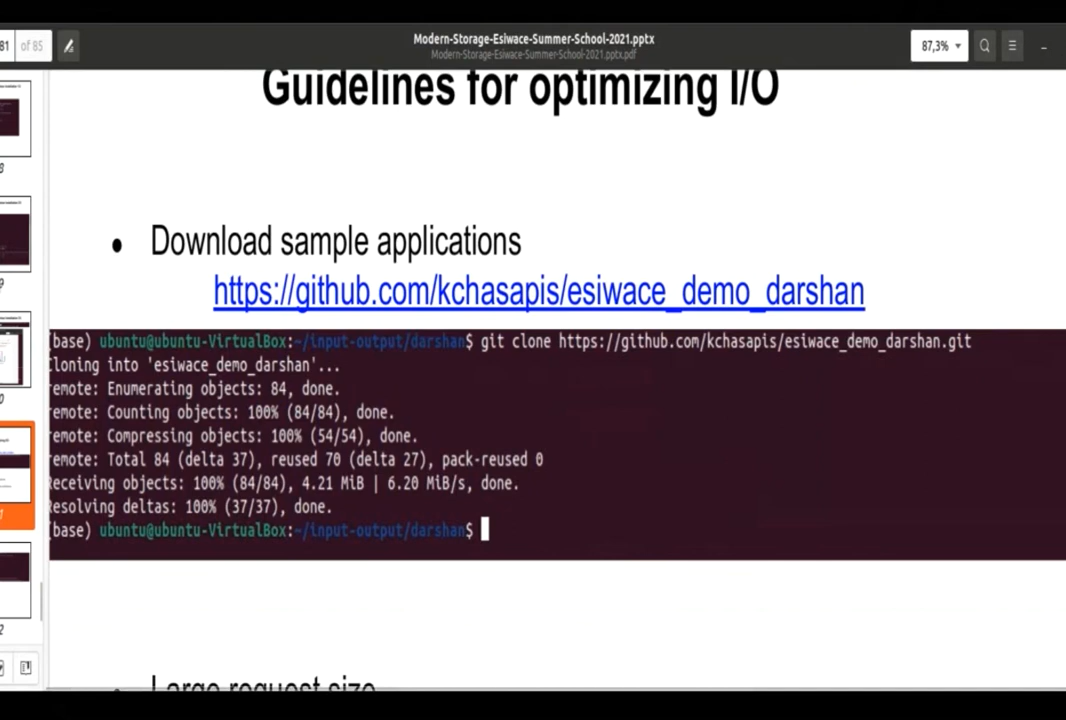 81 of 85
Modern-Storage-Esiwace-Summer-School-2021.pptx
Modern-Storage-Esiwace-Summer-School-2021.pptx.pdf
87,3%
Guidelines for optimizing I/O
• Download sample applications
https://github.com/kchasapis/esiwace_demo_darshan
(base) ubuntu@ubuntu-VirtualBox:~/input-output/darshan$ git clone https://github.com/kchasapis/esiwace_demo_darshan.git
Cloning into 'esiwace_demo_darshan'...
remote: Enumerating objects: 84, done.
remote: Counting objects: 100% (84/84), done.
remote: Compressing objects: 100% (54/54), done.
remote: Total 84 (delta 37), reused 70 (delta 27), pack-reused 0
Receiving objects: 100% (84/84), 4.21 MiB | 6.20 MiB/s, done.
Resolving deltas: 100% (37/37), done.
(base) ubuntu@ubuntu-VirtualBox:~/input-output/darshan$
• Large request size